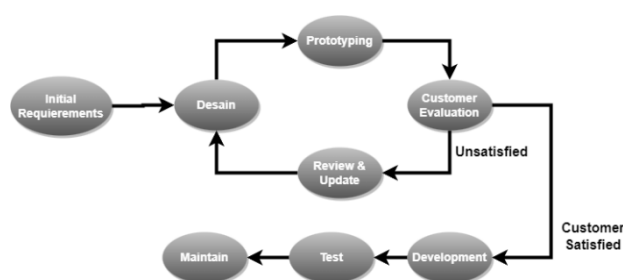 Prototyping
Initial
Requierements
Desain
Customer
Evaluation
Unsatisfied
Review &
Update
Customer
Satisfied
Maintain
Test
Development